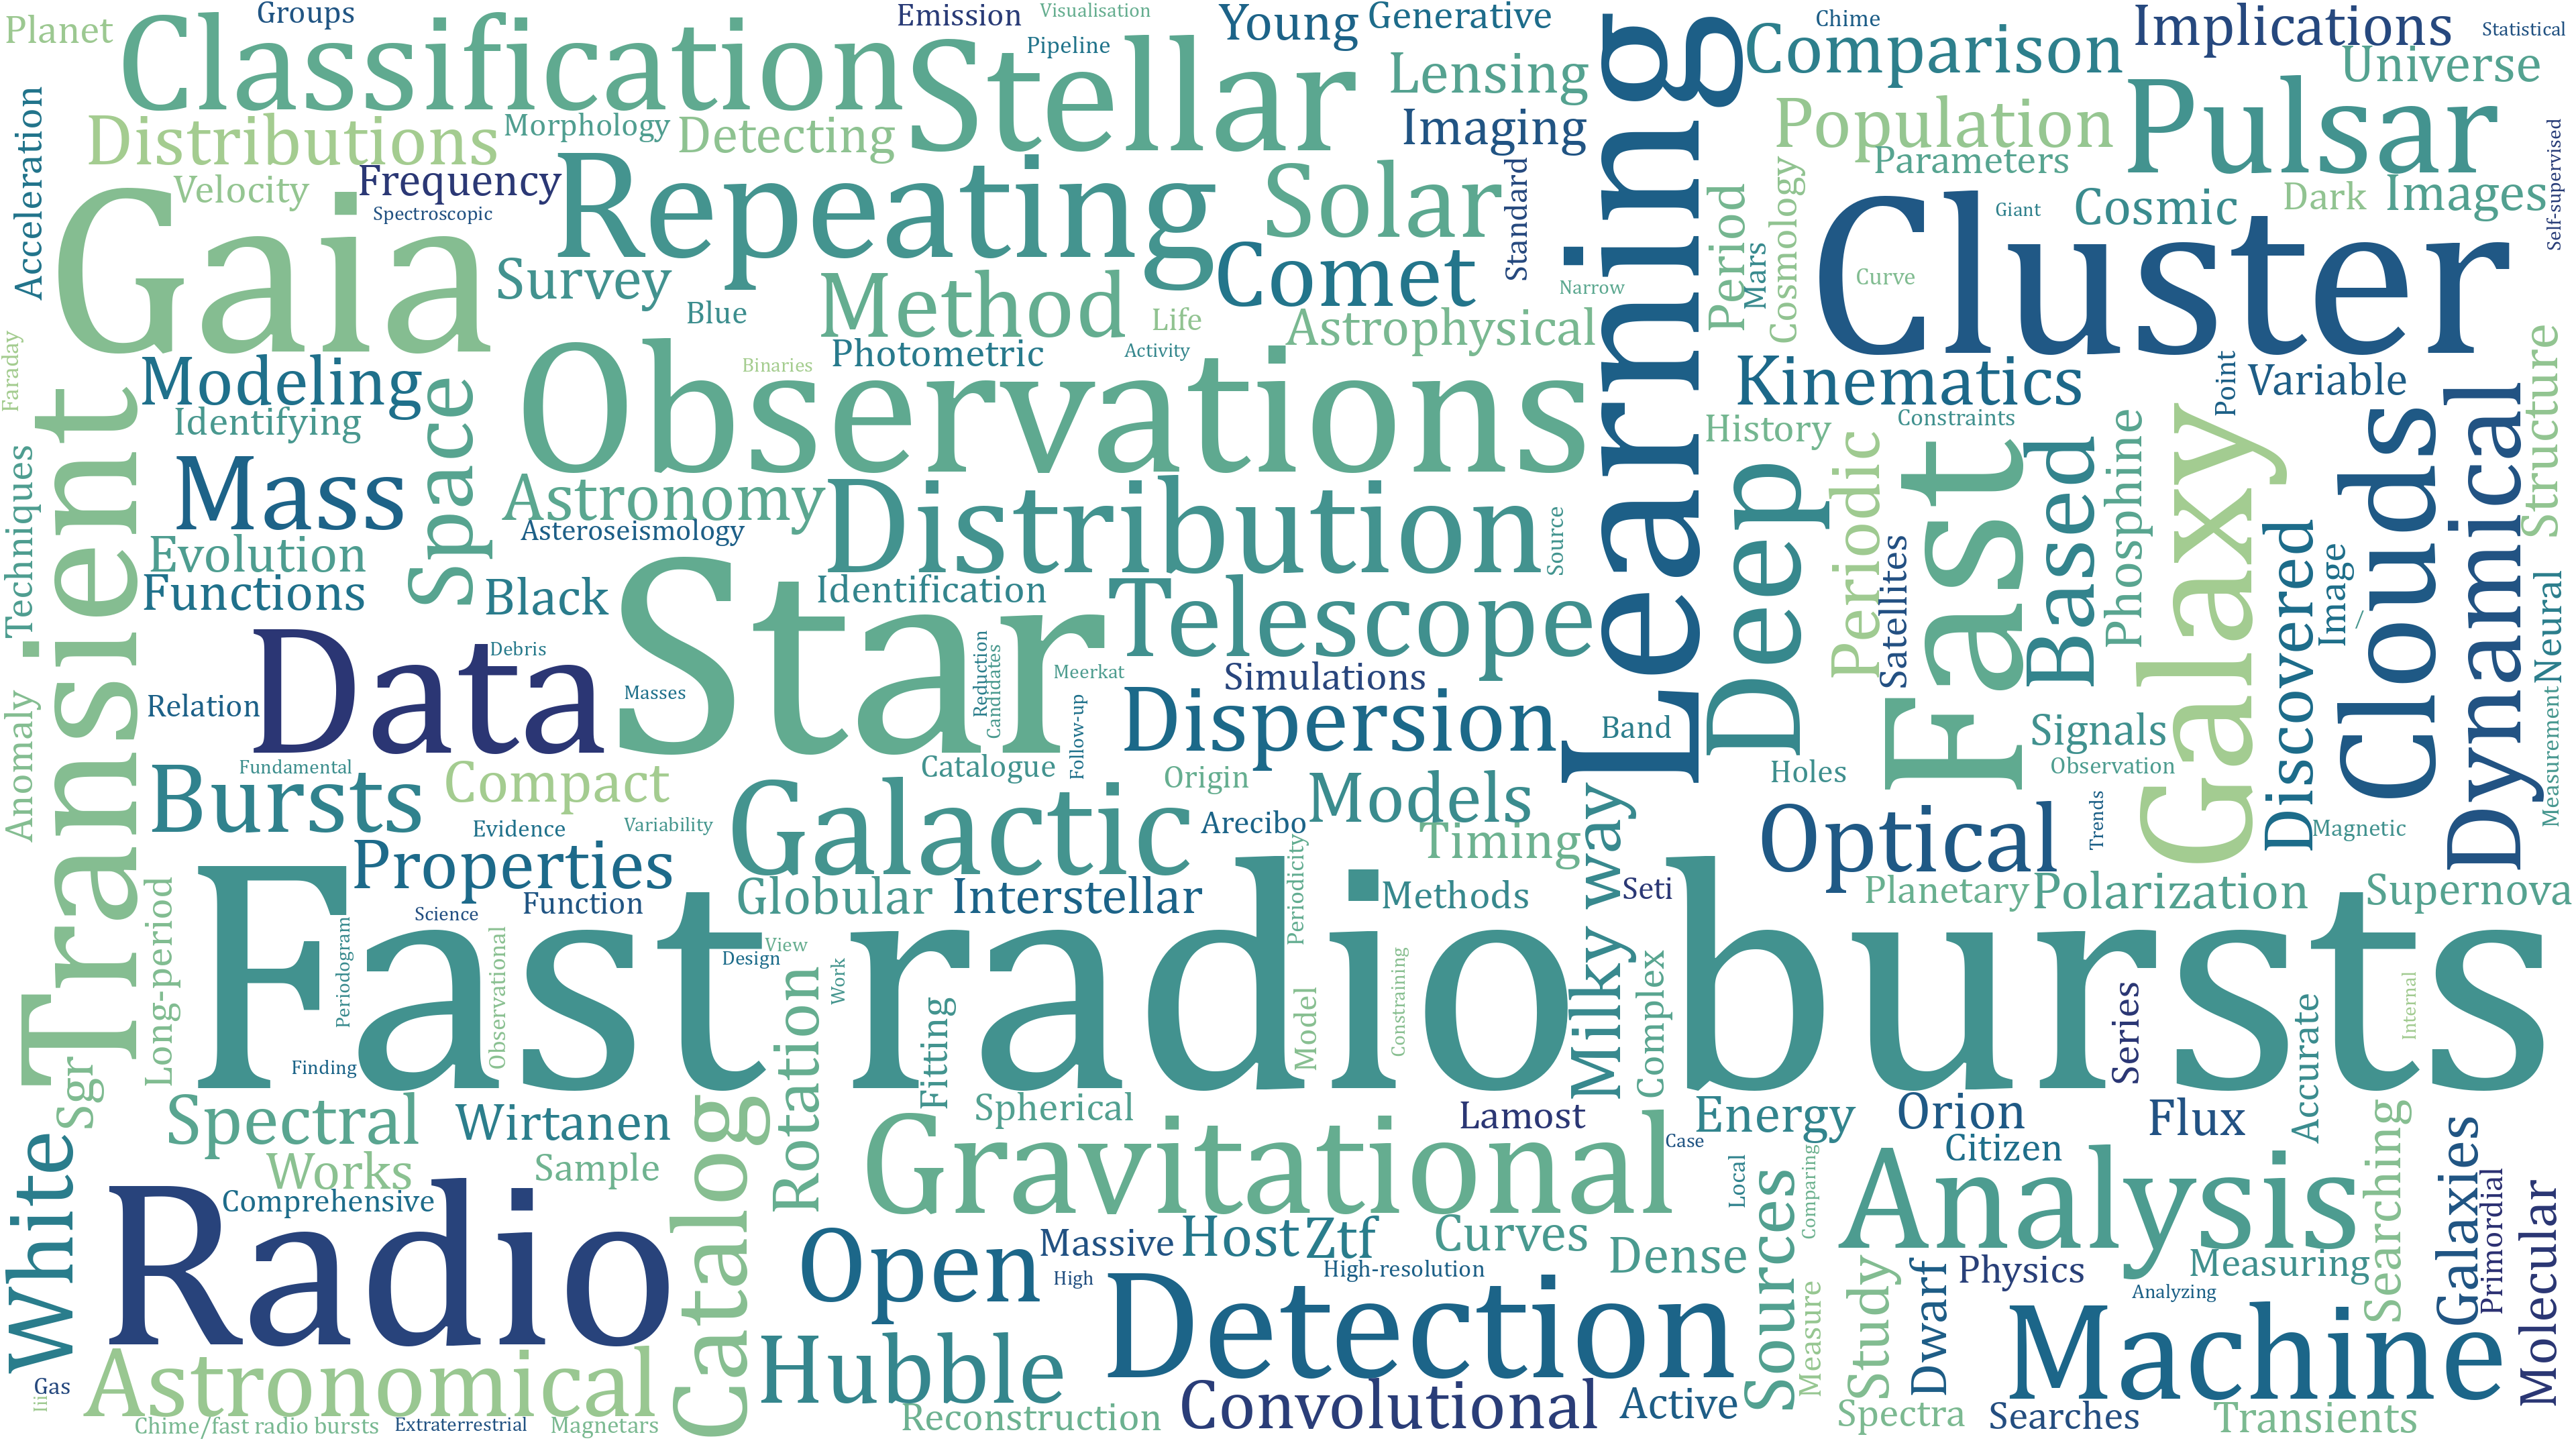 Planet
Groups
Classification
Emission
Visualisation
Pipeline
Stellar
Young
Generative
Lensing
Imaging
Learning
Chime
Comparison
Implications
Statistical
Universe
Population
Pulsar
Parameters
Self-supervised
Acceleration
Distributions
Morphology
Detecting
Velocity
Frequency
Spectroscopic
Repeating
Solar
Standard
Period
Mars
Cosmology
Giant
Cosmic
Dark
Images
Cluster
Curve
Gaia
Survey
Blue
Method
Comet
Life
Narrow
Astrophysical
Activity
Photometric
Binaries
Observations
Faraday
Modeling
Identifying
Space
Transient
Kinematics
Point
Variable
Structure
History
Constraints
Dynamical
Clouds
Galaxy
Phosphine
Based
Fast
Periodic
Deep
Mass
Techniques
Astronomy
Asteroseismology
Distribution
Source
Satellites
Discovered
Image
/
Neural
Evolution
Functions
Black
Star
Identification
Telescope
Data
Debris
Masses
Reduction
Candidates
Meerkat
Simulations
Relation
Anomaly
Dispersion
Band
Signals
Observation
Measurement
Fundamental
Compact
Catalogue
Follow-up
Origin
Holes
Bursts
Evidence
Variability
Galactic
Arecibo
Models
Timing
Milky way
Optical
Trends
Magnetic
Properties
Globular
Interstellar
Periodicity
Methods
Seti
Planetary
Polarization
Supernova
Long-period
Science
Function
Fast radio bursts
Periodogram
Observational
Design
View
Work
Rotation
Fitting
Model
Constraining
Complex
Series
Accurate
Internal
Finding
Sgr
Spectral
Wirtanen
Catalog
Spherical
Lamost
Energy
Orion
Flux
Searching
Galaxies
Primordial
Molecular
White
Works
Sample
Gravitational
Case
Local
Comparing
Citizen
Analysis
Comprehensive
Radio
Open
Massive
Host
Ztf
Curves
Dense
Sources
High
High-resolution
Physics
Measuring
Analyzing
Study
Dwarf
Measure
Detection
Machine
Hubble
Gas
Iii
Astronomical
Convolutional
Active
Reconstruction
Spectra
Searches
Transients
Chime/fast radio bursts
Extraterrestrial
Magnetars